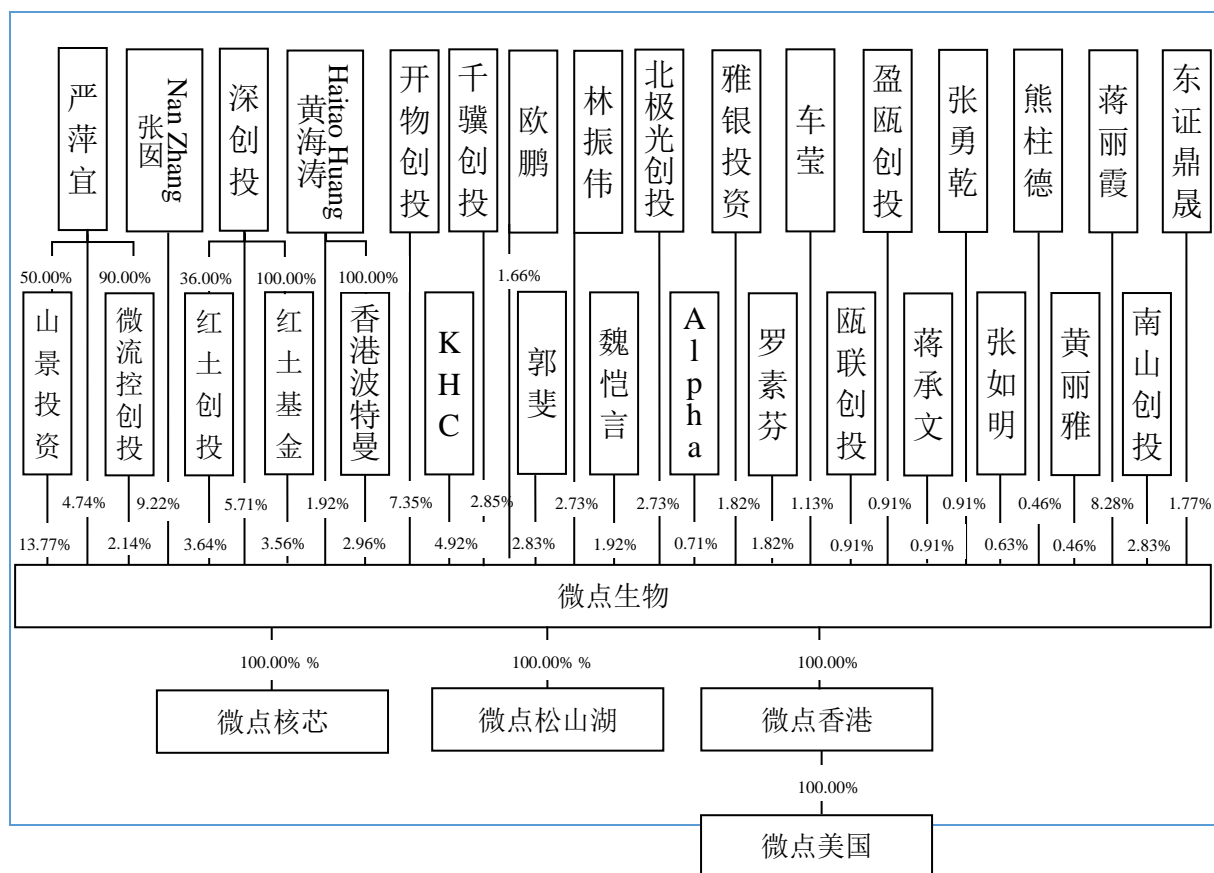 严萍宜
Nan Zhang
张囡
深创投
Haitao Huang
黄海涛
开物创投
千骥创投
欧鹏
林振伟
北极光创投
雅银投资
车莹
盈瓯创投
张勇乾
熊柱德
蒋丽霞
东证鼎晟
50.00%
90.00%
36.00%
100.00%
100.00%
1.66%
山景投资
微流控创投
红土创投
红土基金
香港波特曼
KHC
郭斐
魏恺言
Alpha
罗素芬
瓯联创投
蒋承文
张如明
黄丽雅
南山创投
4.74%
9.22%
5.71%
1.92%
7.35%
2.85%
2.73%
2.73%
1.82%
1.13%
0.91%
0.91%
0.46%
8.28%
1.77%
13.77%
2.14%
3.64%
3.56%
2.96%
4.92%
2.83%
1.92%
0.71%
1.82%
0.91%
0.91%
0.63%
0.46%
2.83%
微点生物
100.00% %
100.00% %
100.00%
微点核芯
微点松山湖
微点香港
100.00%
微点美国